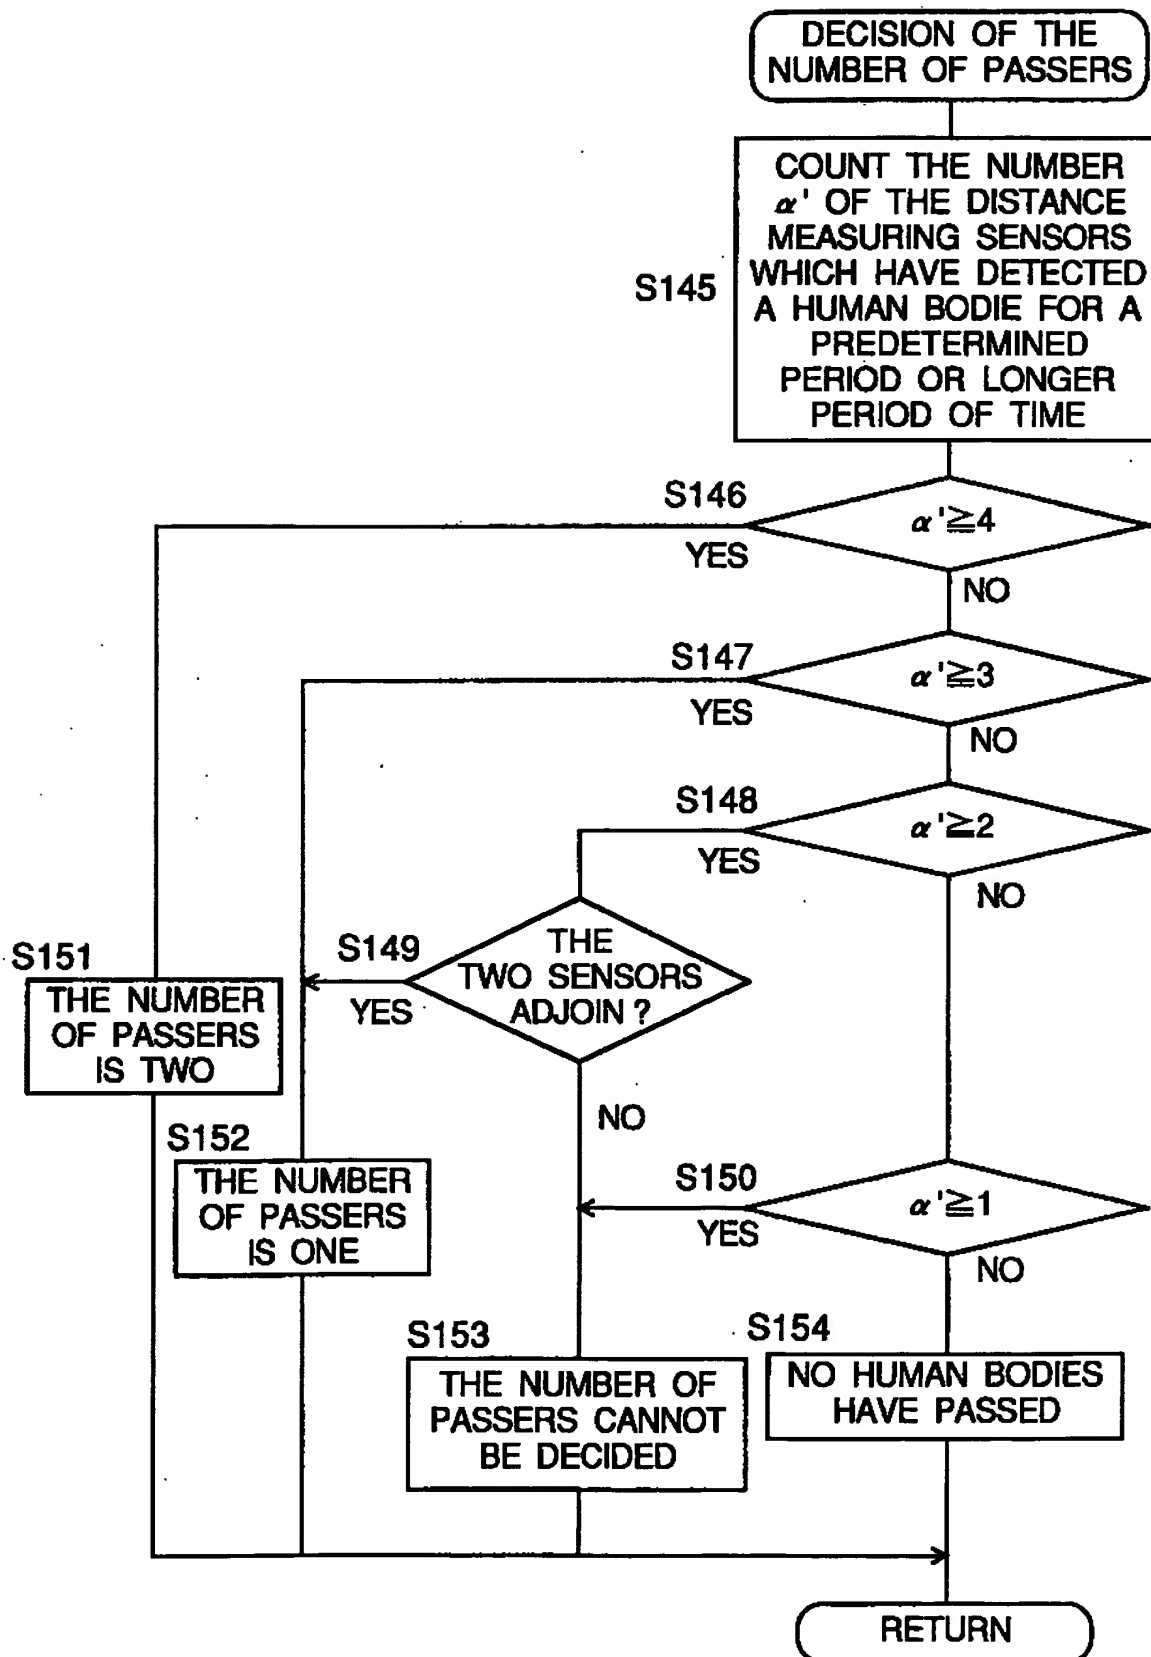 DECISION OF THE
NUMBER OF PASSERS
COUNT THE NUMBER
α' OF THE DISTANCE
MEASURING SENSORS
WHICH HAVE DETECTED
A HUMAN BODIE FOR A
PREDETERMINED
PERIOD OR LONGER
PERIOD OF TIME
S145
S146
α'≧4
YES
NO
S147
α'≧3
YES
NO
S148
α'≧2
YES
NO
S149
THE
TWO SENSORS
ADJOIN ?
YES
NO
S151
THE NUMBER
OF PASSERS
IS TWO
S152
THE NUMBER
OF PASSERS
IS ONE
S150
α'≧1
YES
NO
S153
THE NUMBER OF
PASSERS CANNOT
BE DECIDED
S154
NO HUMAN BODIES
HAVE PASSED
RETURN